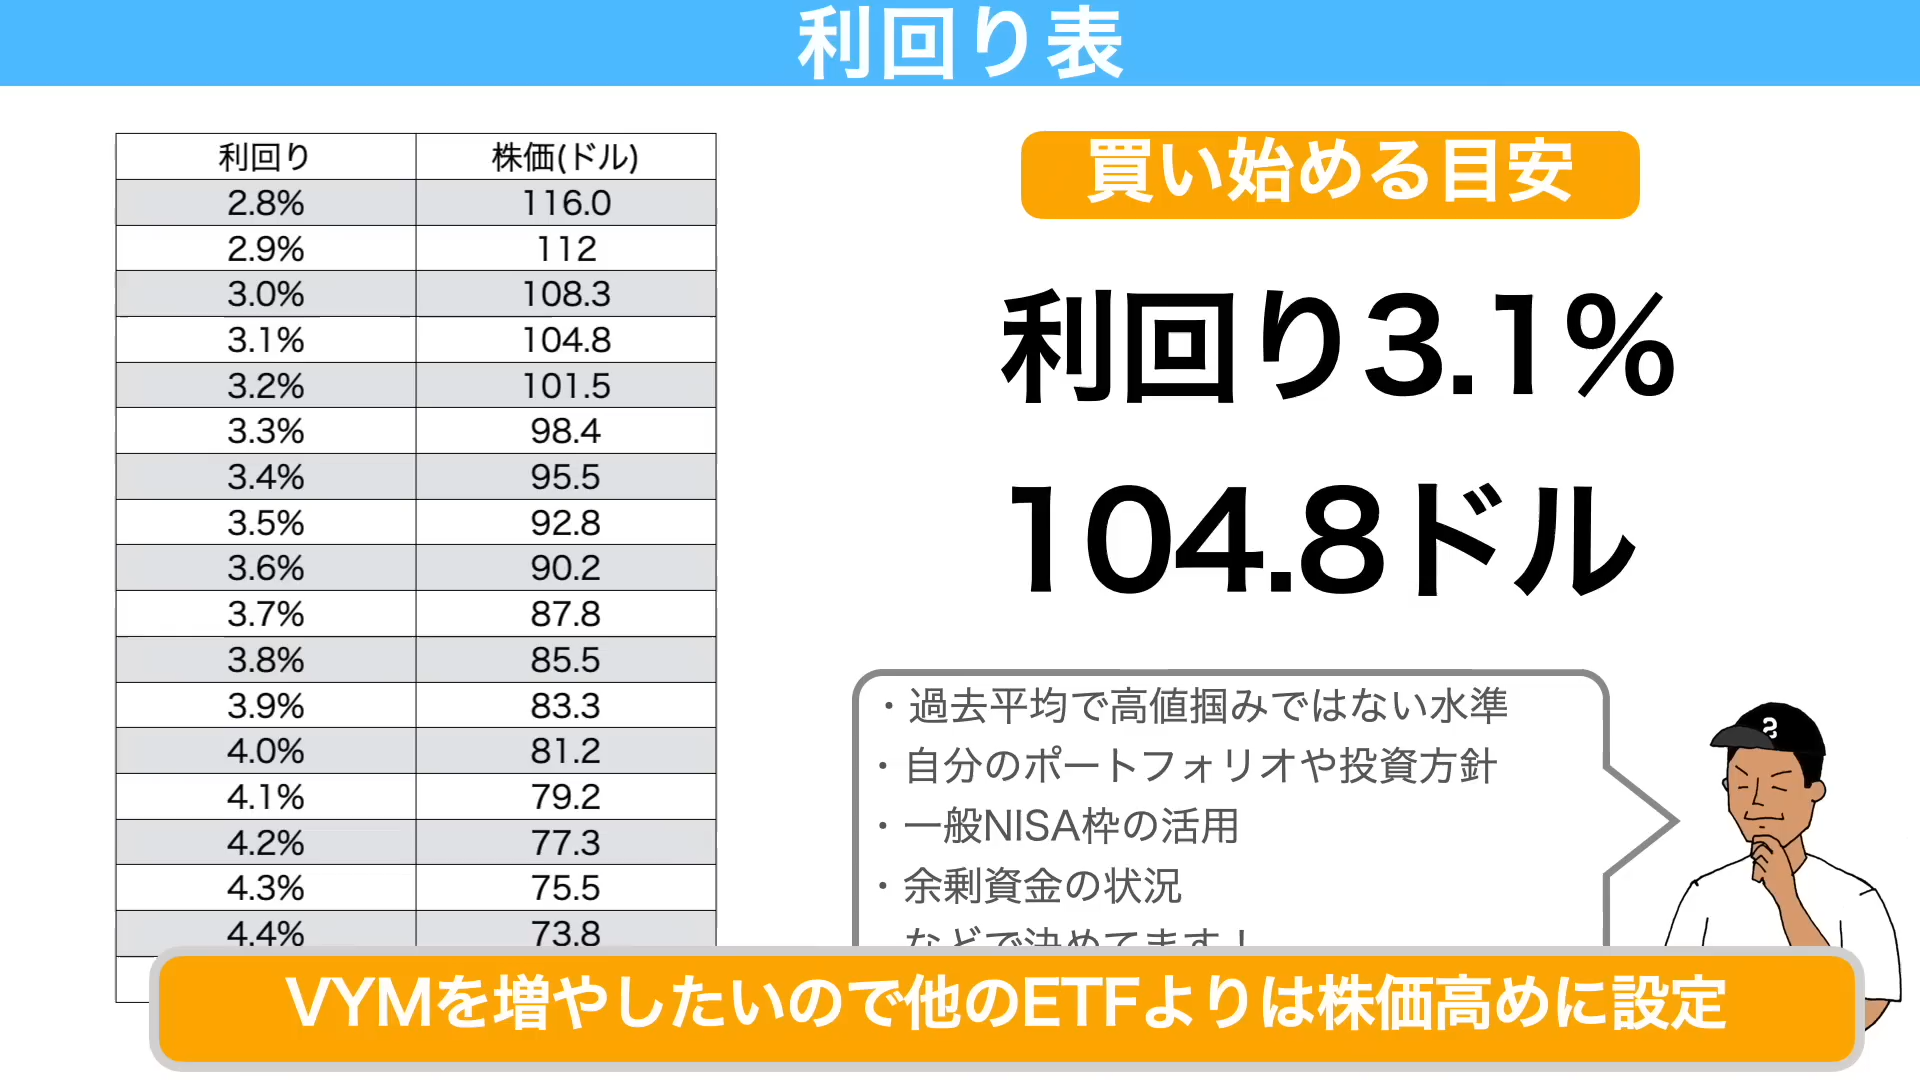 利回り表
利回り 株価(ドル)
2.8% 116.0
2.9% 112
3.0% 108.3
3.1% 104.8
3.2% 101.5
3.3% 98.4
3.4% 95.5
3.5% 92.8
3.6% 90.2
3.7% 87.8
3.8% 85.5
3.9% 83.3
4.0% 81.2
4.1% 79.2
4.2% 77.3
4.3% 75.5
4.4% 73.8
買い始める目安
利回り3.1%
104.8ドル
・過去平均で高値掴みではない水準
・自分のポートフォリオや投資方針
・一般NISA枠の活用
・余剰資金の状況
などで決めてます!
VYMを増やしたいので他のETFよりは株価高めに設定